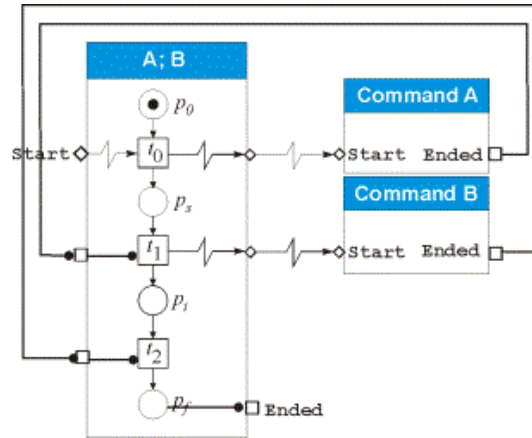 A; B
p0
Command A
Start
t0
Start Ended
ps
Command B
t1
Start Ended
pi
t2
pf
Ended